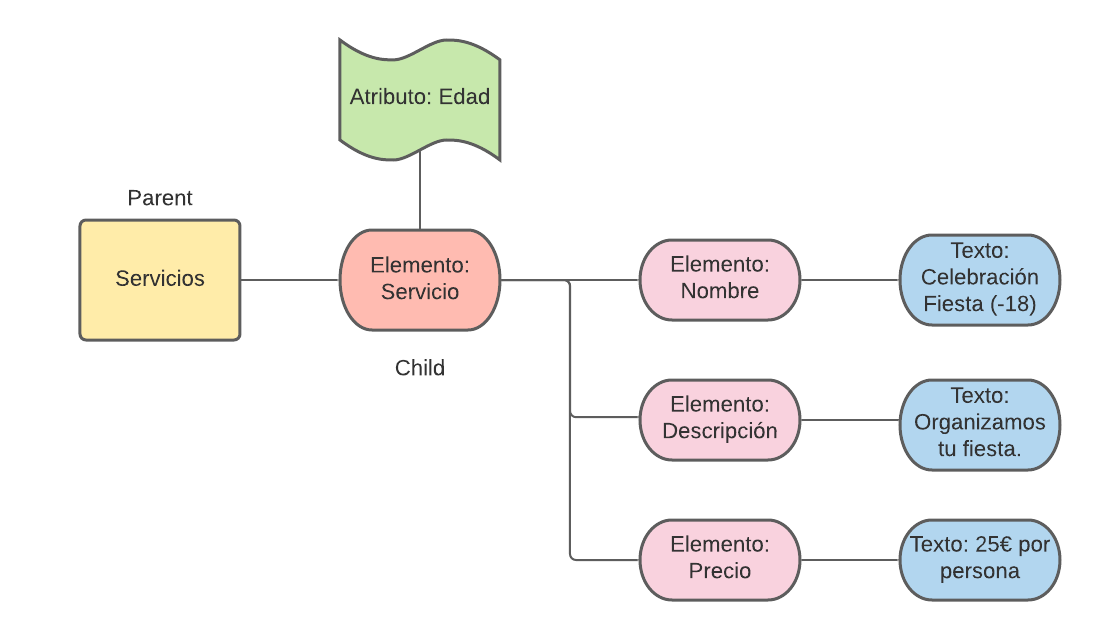 Atributo: Edad
Parent
Servicios
Elemento:
Servicio
Child
Elemento:
Nombre
Texto:
Celebración
Fiesta (-18)
Elemento:
Descripción
Texto:
Organizamos
tu fiesta.
Elemento:
Precio
Texto: 25€ por
persona